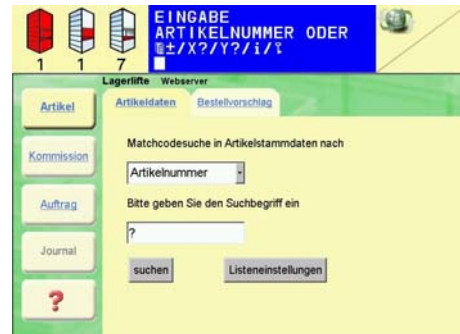 EINGABE
ARTIKELNUMMER ODER
±/X?/Y?/i/
1 1 7
Lagerlifte Webserver
Artikel
Artikeldaten Bestellvorschlag
Matchcodesuche in Artikelstammdaten nach
Kommission
Artikelnummer
Auftrag
Bitte geben Sie den Suchbegriff ein
?
Journal
suchen Listeneinstellungen
?